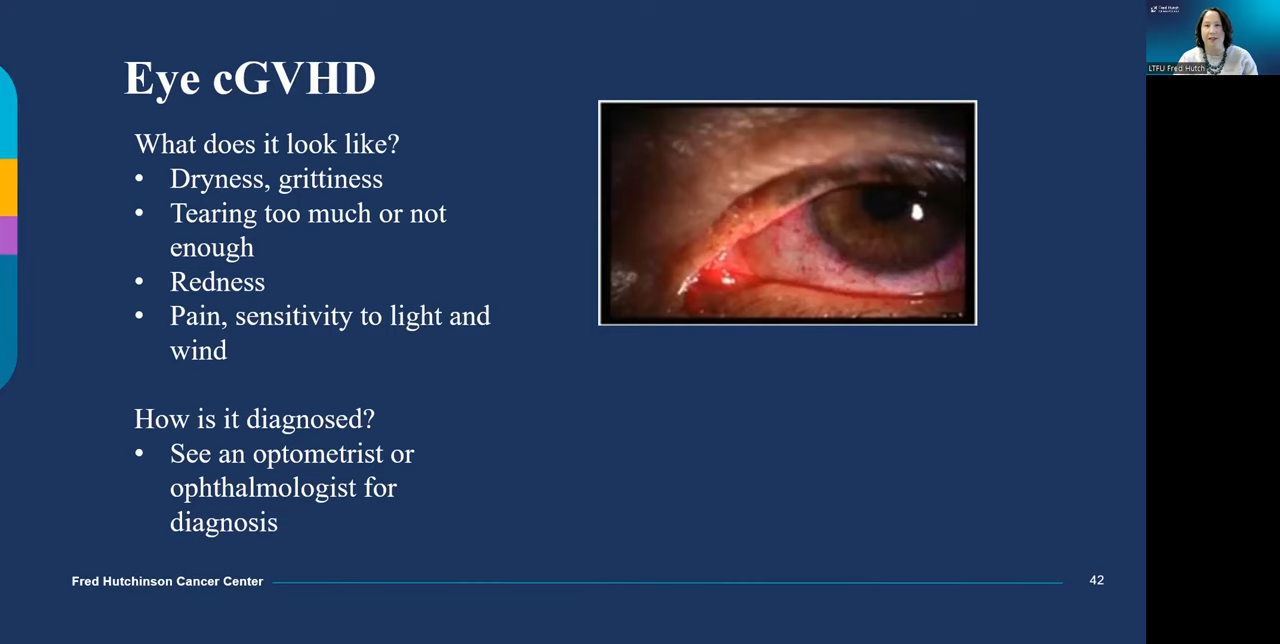 Eye cGVHD
What does it look like?
• Dryness, grittiness
• Tearing too much or not
enough
• Redness
• Pain, sensitivity to light and
wind
How is it diagnosed?
• See an optometrist or
ophthalmologist for
diagnosis
Fred Hutchinson Cancer Center
42
Fred Hutch
LTFU Fred Hutch